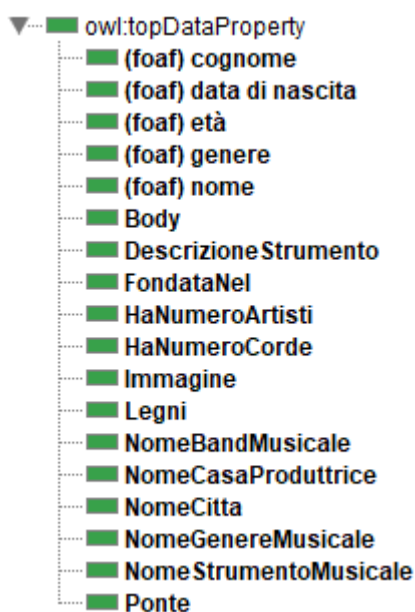 owl:topDataProperty
(foaf) cognome
(foaf) data di nascita
(foaf) età
(foaf) genere
(foaf) nome
Body
DescrizioneStrumento
FondataNel
HaNumeroArtisti
HaNumeroCorde
Immagine
Legni
NomeBandMusicale
NomeCasaProduttrice
NomeCitta
NomeGenereMusicale
NomeStrumentoMusicale
Ponte